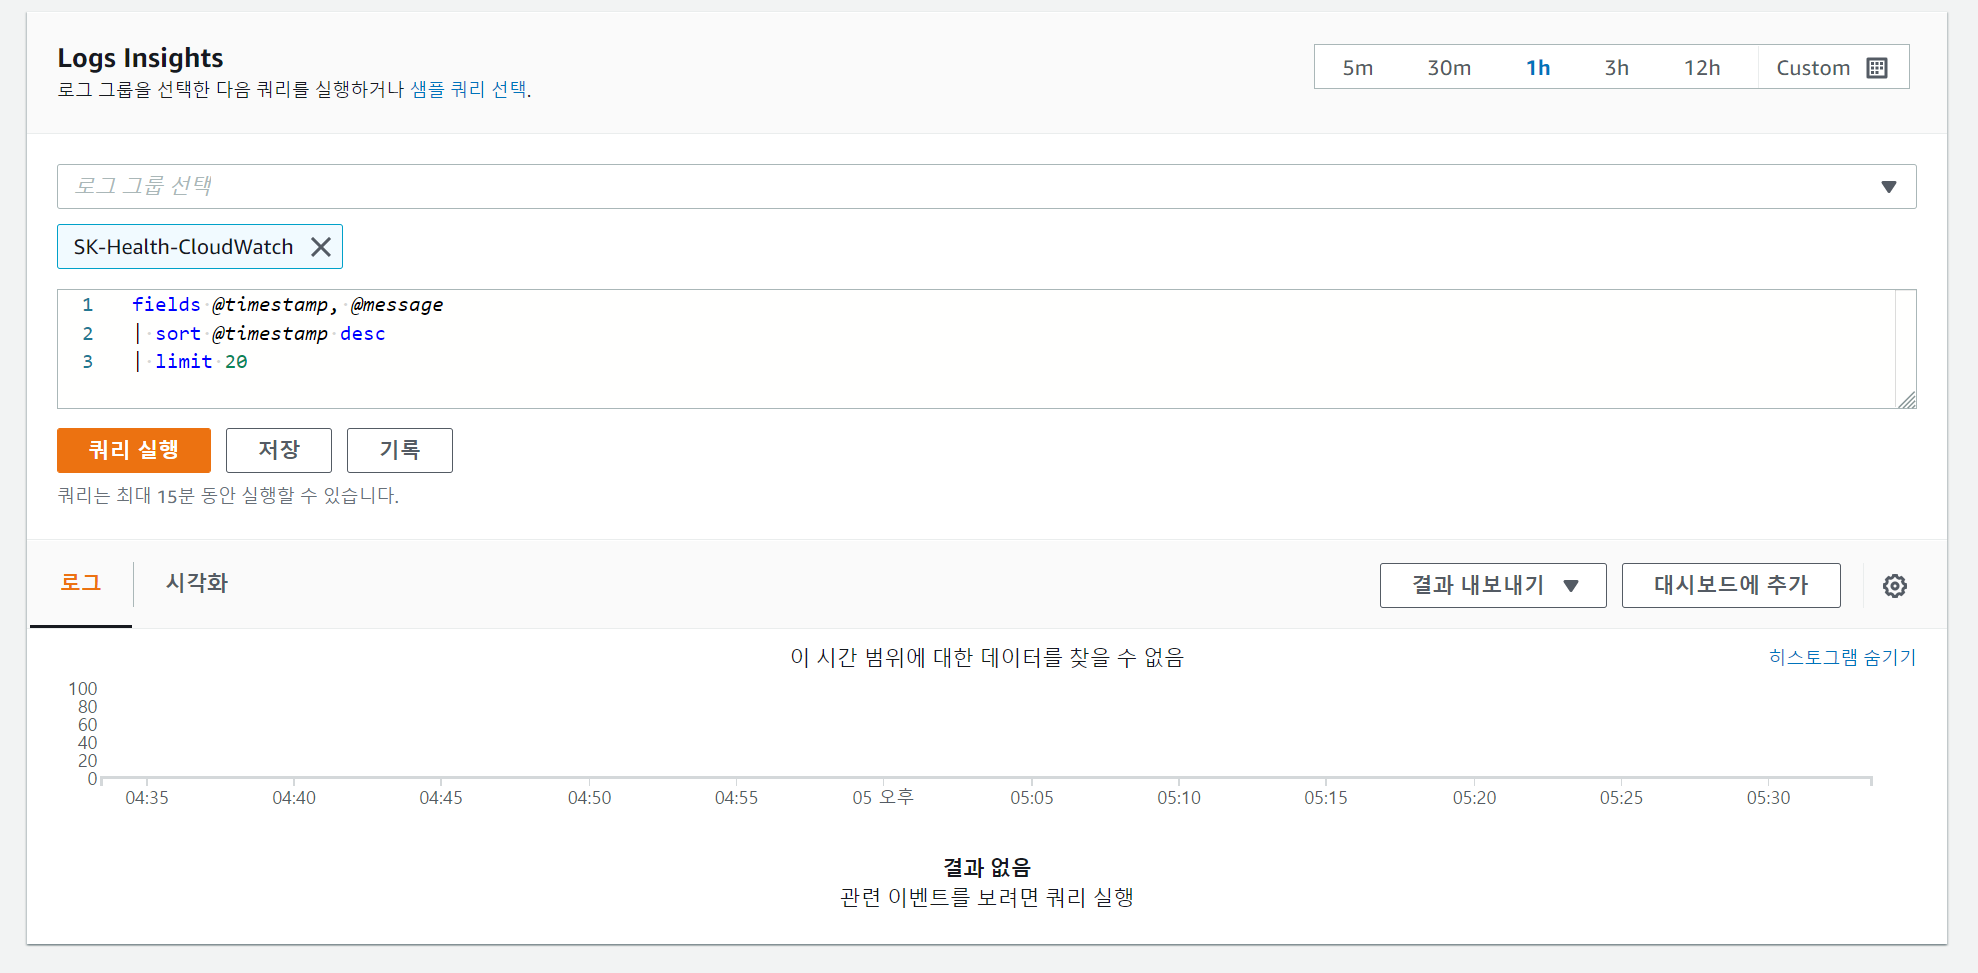 Logs Insights
로그 그룹을 선택한 다음 쿼리를 실행하거나 샘플 쿼리 선택.
5m 30m 1h 3h 12h Custom
로그 그룹 선택
SK-Health-CloudWatch
1 fields @timestamp, @message
2 | sort @timestamp desc
3 | limit 20
쿼리 실행 저장 기록
쿼리는 최대 15분 동안 실행할 수 있습니다.
로그 시각화 결과 내보내기 대시보드에 추가
이 시간 범위에 대한 데이터를 찾을 수 없음
히스토그램 숨기기
100
80
60
40
20
0
04:35 04:40 04:45 04:50 04:55 05 오후 05:05 05:10 05:15 05:20 05:25 05:30
결과 없음
관련 이벤트를 보려면 쿼리 실행